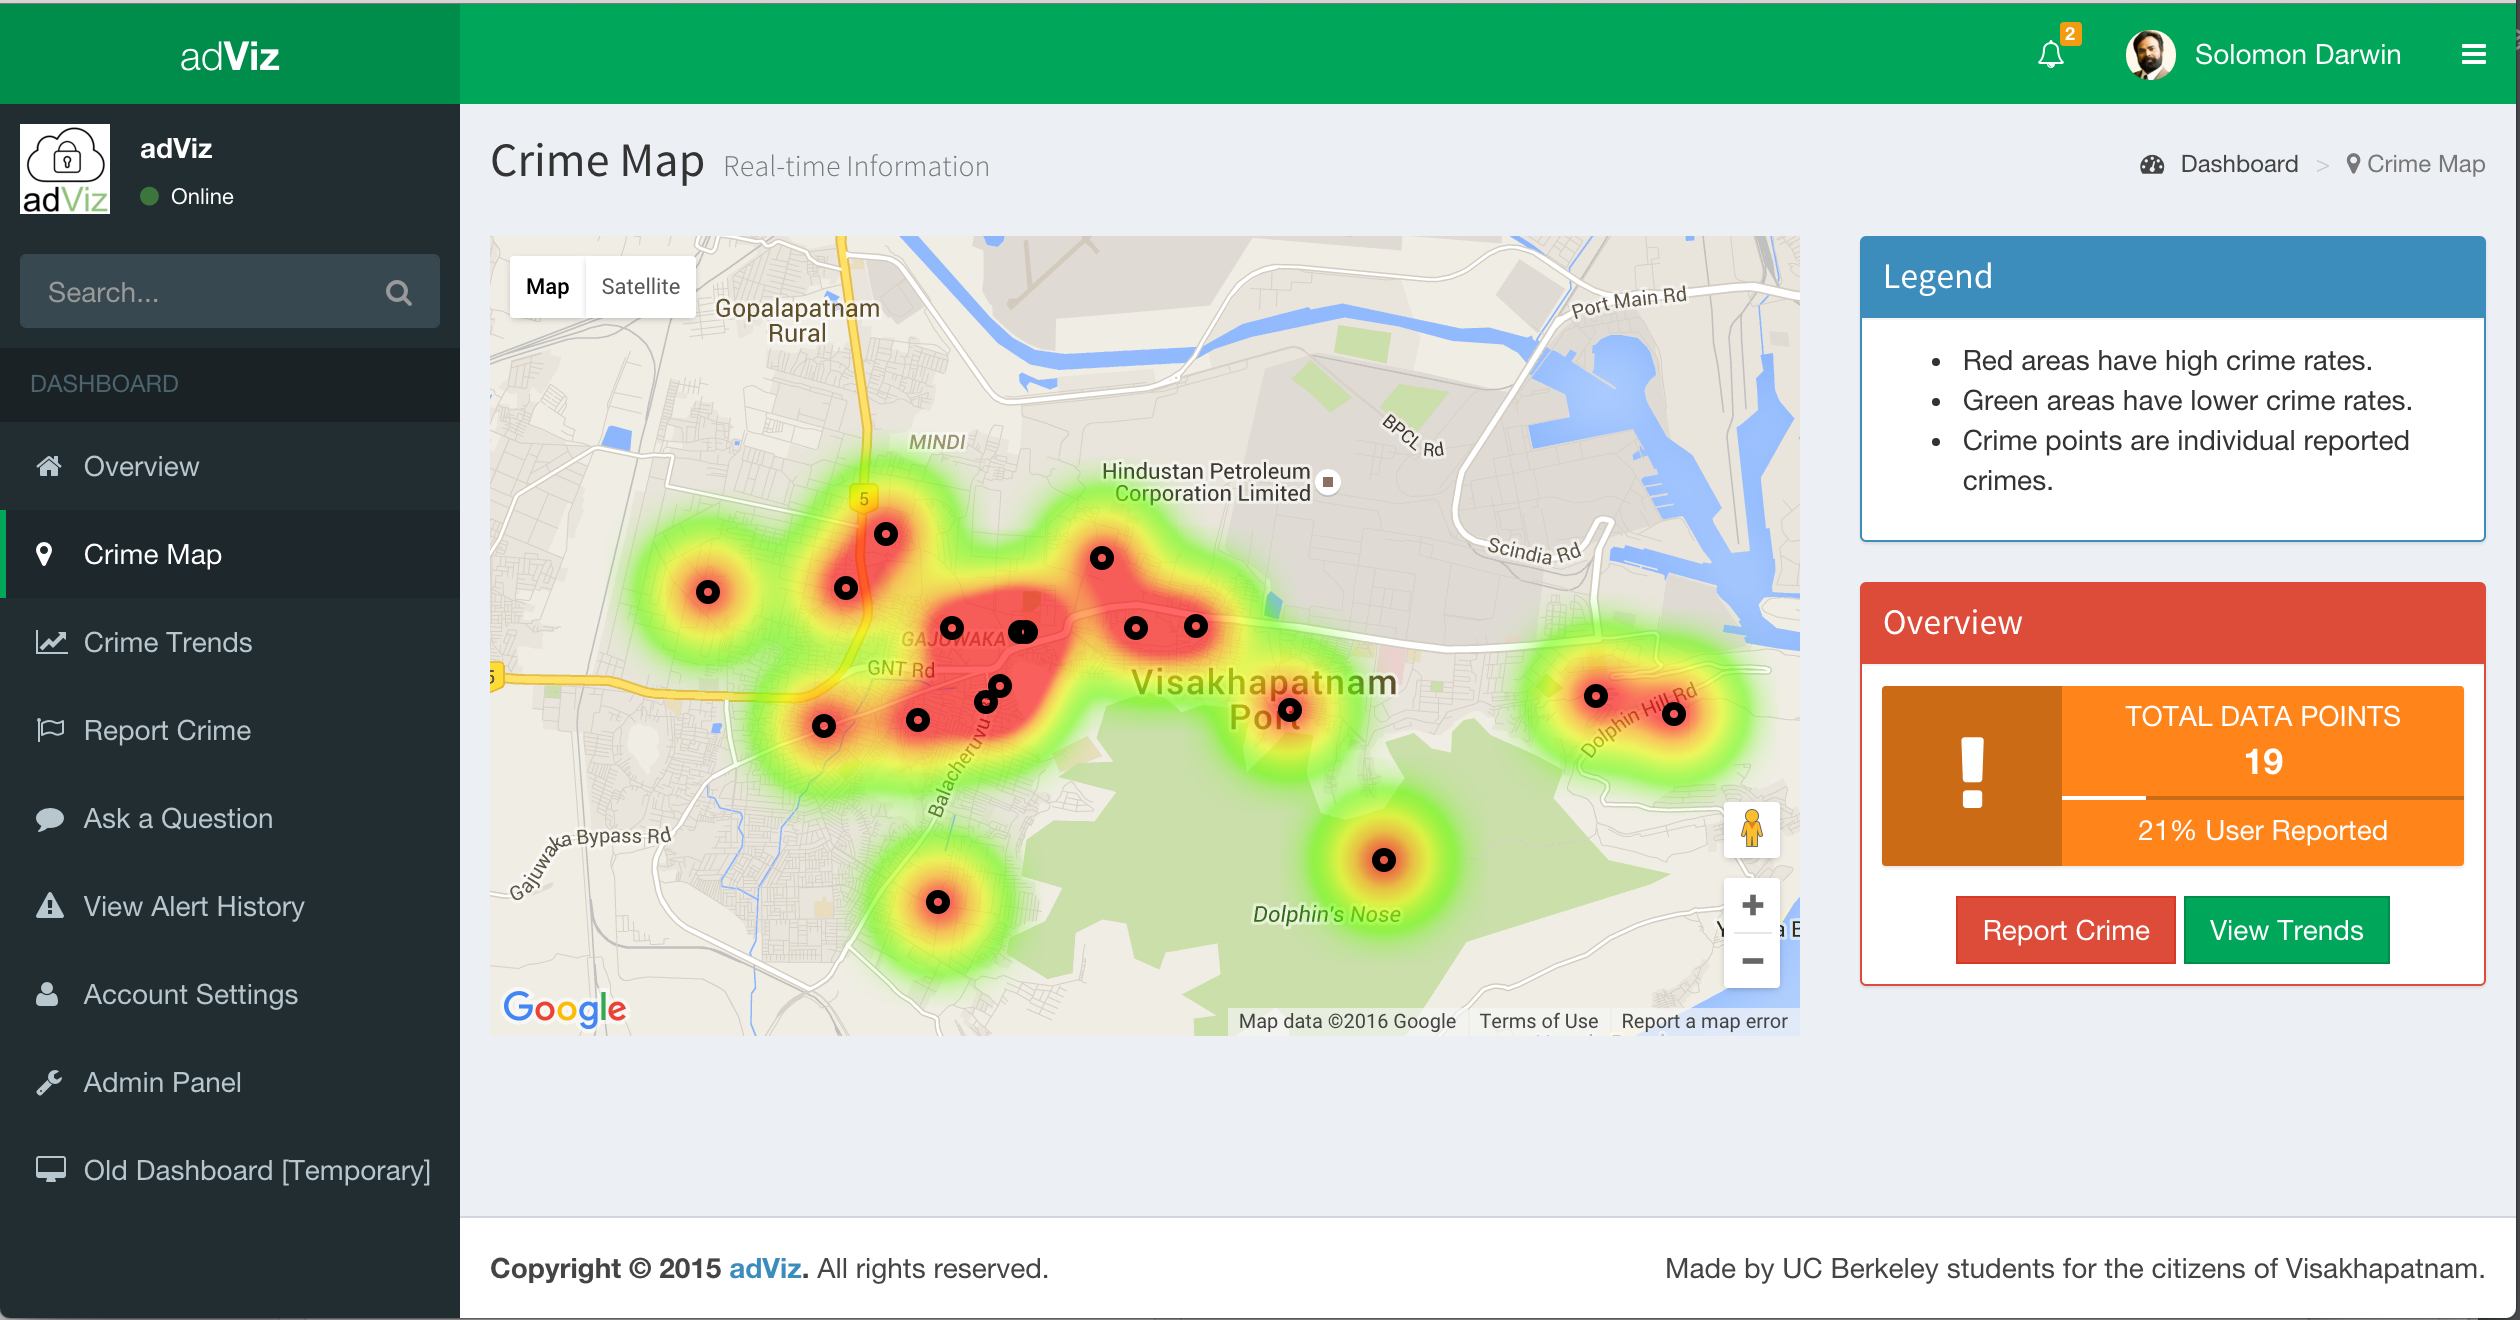 adViz
2
Solomon Darwin
adViz
adViz
Online
Search...
DASHBOARD
Overview
Crime Map
Crime Trends
Report Crime
Ask a Question
View Alert History
Account Settings
Admin Panel
Old Dashboard [Temporary]
Crime Map Real-time Information
Dashboard > Crime Map
Map Satellite
Gopalapatnam
Rural
Port Main Rd
MINDI
BPCL Rd
Hindustan Petroleum
Corporation Limited
5
Scindia Rd
GAJUWAKA
GNT Rd
5
Visakhapatnam
Port
Dolphin Hill Rd
Balacheruvu
Gajuwaka Bypass Rd
Dolphin's Nose
Google
Map data ©2016 Google Terms of Use Report a map error
Legend
• Red areas have high crime rates.
• Green areas have lower crime rates.
• Crime points are individual reported
crimes.
Overview
!
TOTAL DATA POINTS
19
21% User Reported
Report Crime View Trends
Copyright © 2015 adViz. All rights reserved.
Made by UC Berkeley students for the citizens of Visakhapatnam.